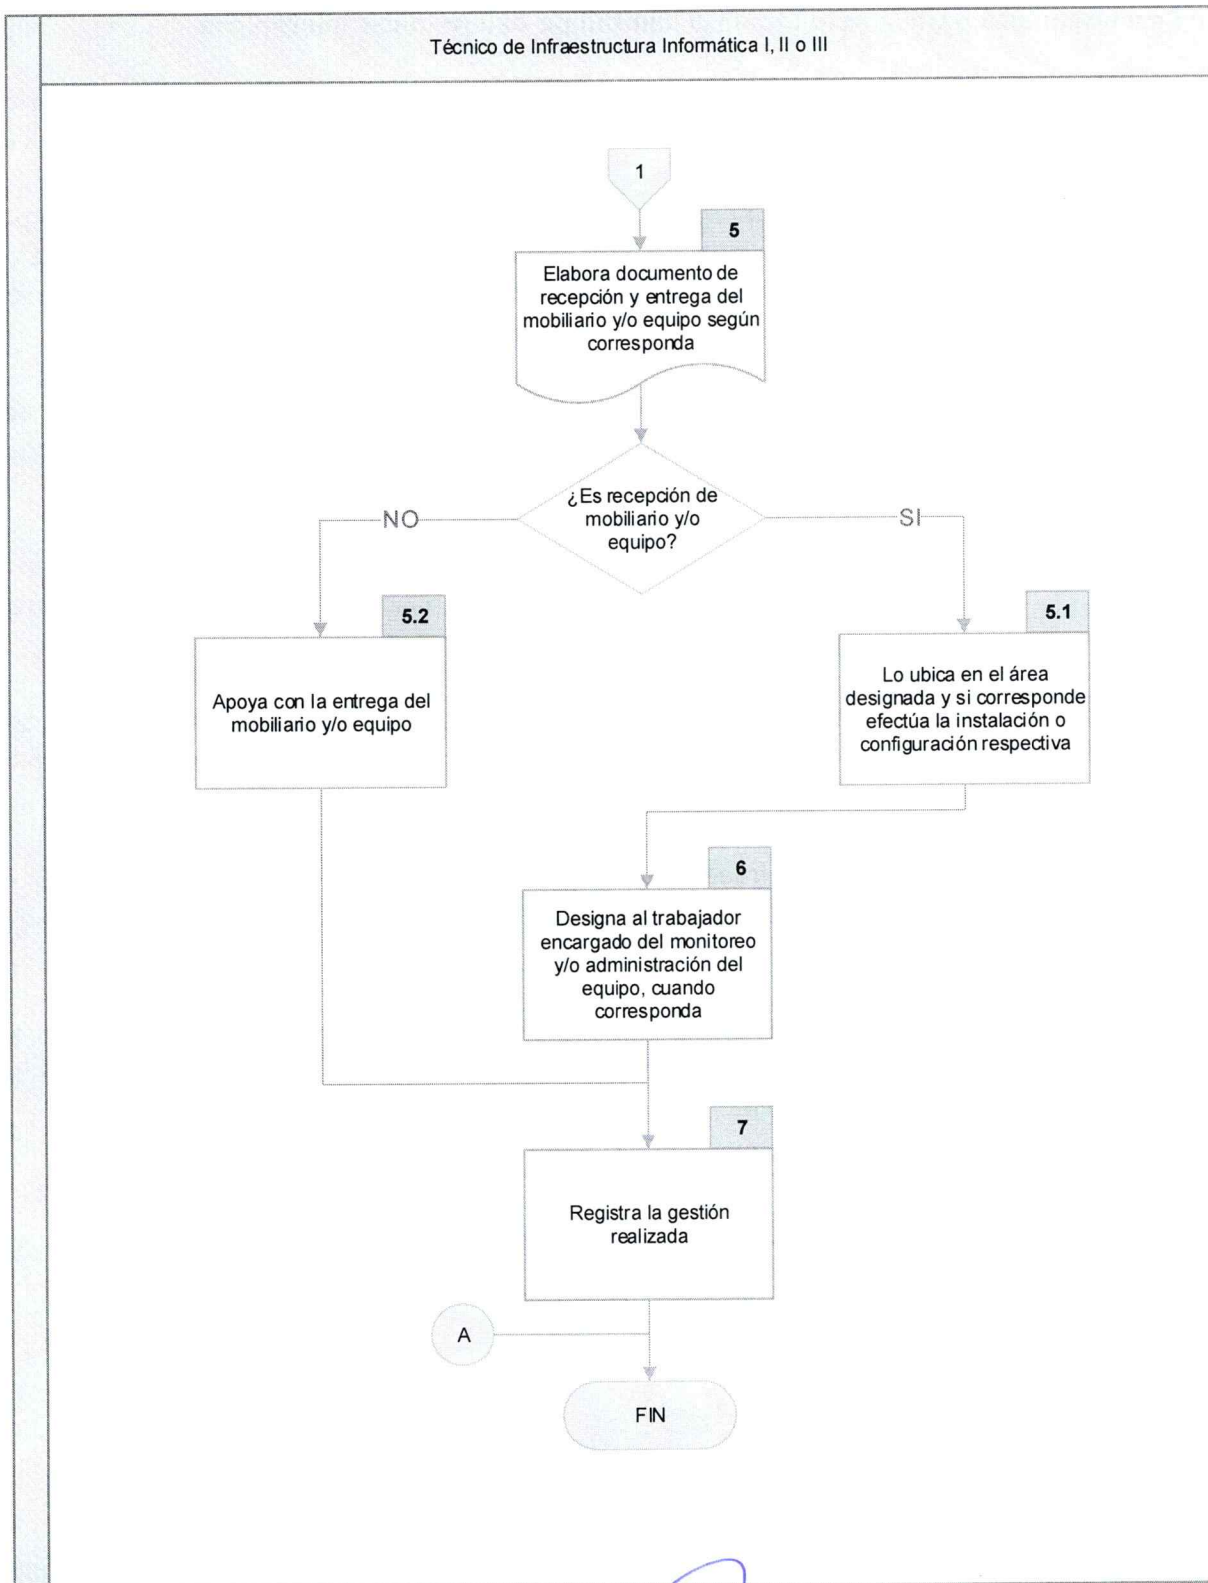 Técnico de Infraestructura Informática I, II o III
1
5
Elabora documento de
recepción y entrega del
mobiliario y/o equipo según
corresponda
¿Es recepción de
mobiliario y/o
equipo?
NO
SI
5.2
Apoya con la entrega del
mobiliario y/o equipo
5.1
Lo ubica en el área
designada y si corresponde
efectúa la instalación o
configuración respectiva
6
Designa al trabajador
encargado del monitoreo
y/o administración del
equipo, cuando
corresponda
7
Registra la gestión
realizada
A
FIN